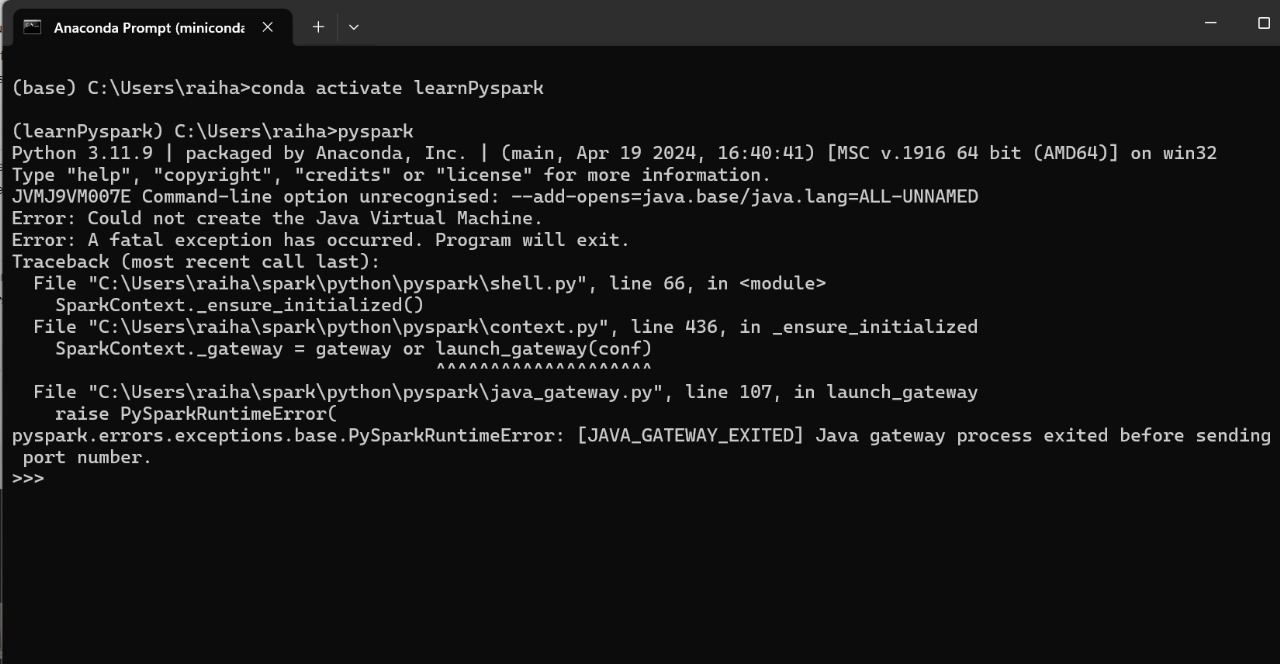 Anaconda Prompt (minicond
(base) C:\Users\raiha>conda activate learnPyspark
(learnPyspark) C:\Users\raiha>pyspark
Python 3.11.9 | packaged by Anaconda, Inc. | (main, Apr 19 2024, 16:40:41) [MSC v.1916 64 bit (AMD64)] on win32
Type "help", "copyright", "credits" or "license" for more information.
JVMJ9VM007E Command-line option unrecognised: --add-opens=java.base/java.lang=ALL-UNNAMED
Error: Could not create the Java Virtual Machine.
Error: A fatal exception has occurred. Program will exit.
Traceback (most recent call last):
  File "C:\Users\raiha\spark\python\pyspark\shell.py", line 66, in <module>
    SparkContext._ensure_initialized()
  File "C:\Users\raiha\spark\python\pyspark\context.py", line 436, in _ensure_initialized
    SparkContext._gateway = gateway or launch_gateway(conf)
                                       ^^^^^^^^^^^^^^^^^^^^
  File "C:\Users\raiha\spark\python\pyspark\java_gateway.py", line 107, in launch_gateway
    raise PySparkRuntimeError(
pyspark.errors.exceptions.base.PySparkRuntimeError: [JAVA_GATEWAY_EXITED] Java gateway process exited before sending
 port number.
>>>